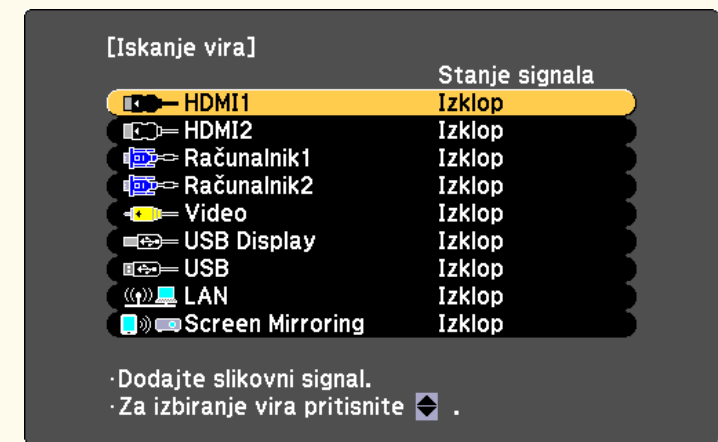 [Iskanje vira]
Stanje signala
HDMI1 Izklop
HDMI2 Izklop
Računalnik1 Izklop
Računalnik2 Izklop
Video Izklop
USB Display Izklop
USB Izklop
LAN Izklop
Screen Mirroring Izklop
·Dodajte slikovni signal.
·Za izbiranje vira pritisnite .